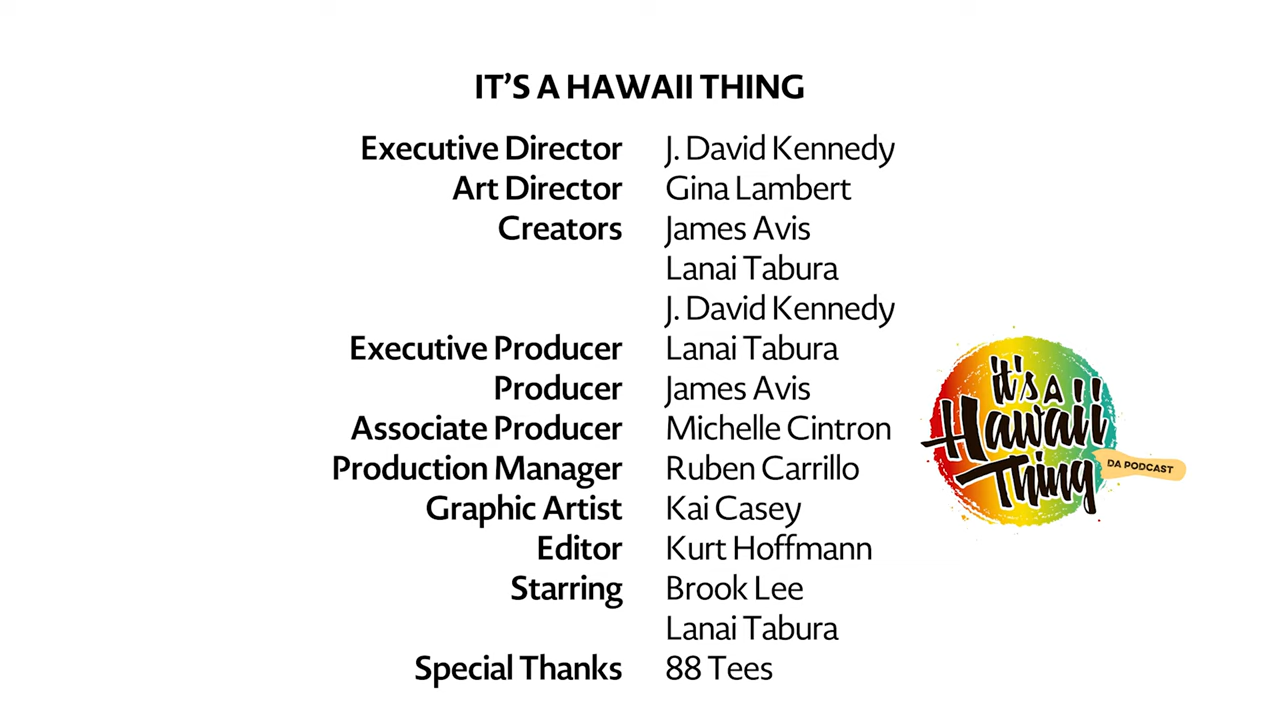 IT'S A HAWAII THING
Executive Director J. David Kennedy
Art Director Gina Lambert
Creators James Avis
Lanai Tabura
J. David Kennedy
Executive Producer Lanai Tabura
Producer James Avis
Associate Producer Michelle Cintron
Production Manager Ruben Carrillo
Graphic Artist Kai Casey
Editor Kurt Hoffmann
Starring Brook Lee
Lanai Tabura
Special Thanks 88 Tees
it's A
Hawaii
Thing
DA PODCAST